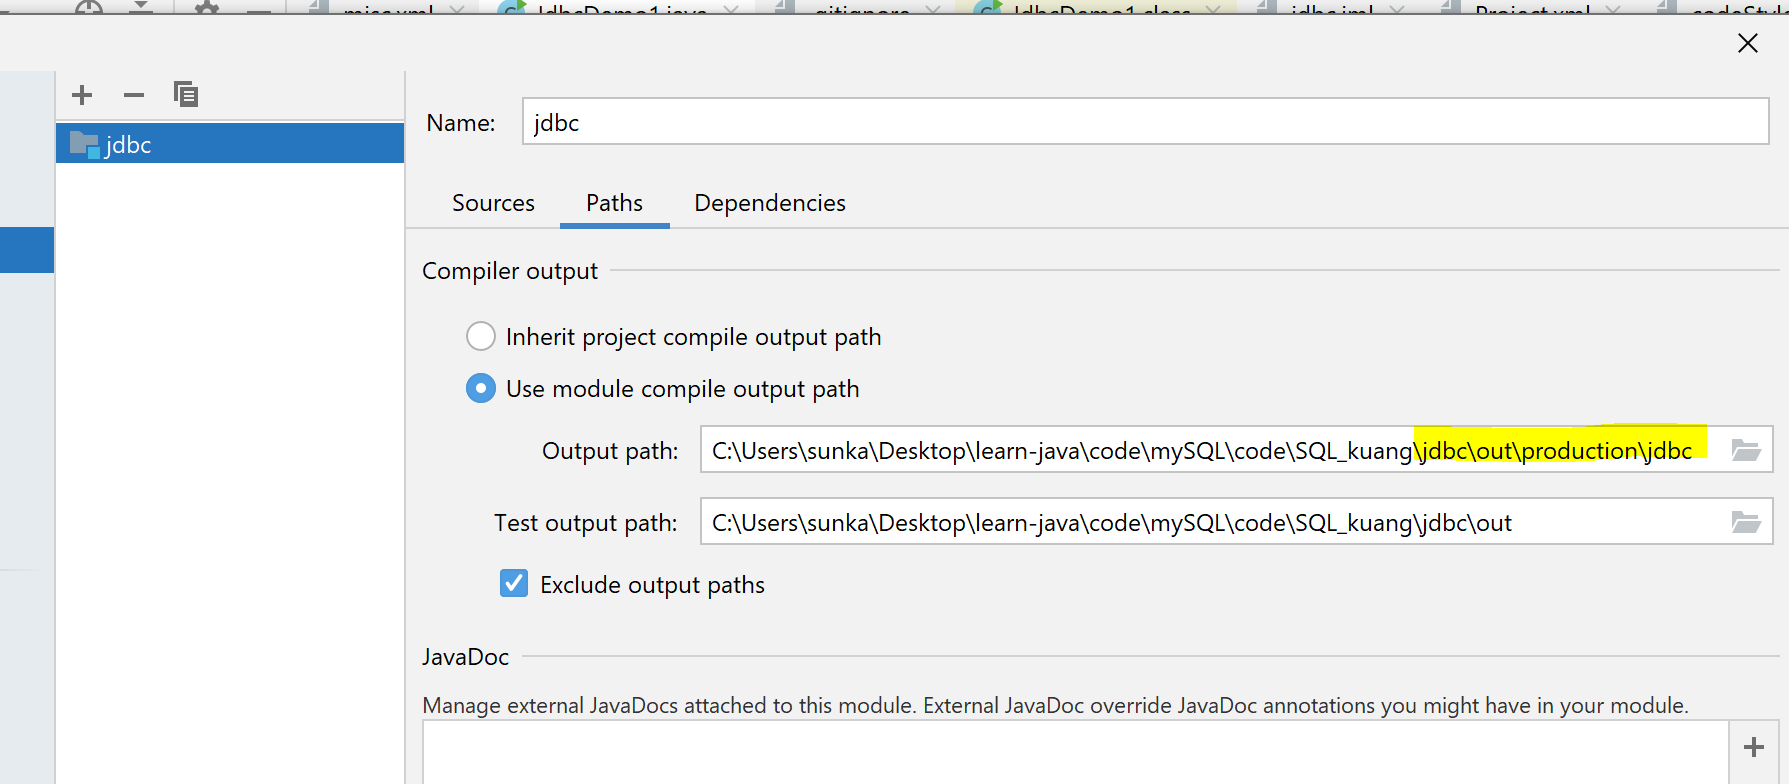 misc.xml JdbcDemo1.java .gitignore JdbcDemo1.class jdbc.iml Project.xml codeStyle
jdbc
Name: jdbc
Sources Paths Dependencies
Compiler output
Inherit project compile output path
Use module compile output path
Output path: C:\Users\sunka\Desktop\learn-java\code\mySQL\code\SQL_kuang\jdbc\out\production\jdbc
Test output path: C:\Users\sunka\Desktop\learn-java\code\mySQL\code\SQL_kuang\jdbc\out
Exclude output paths
JavaDoc
Manage external JavaDocs attached to this module. External JavaDoc override JavaDoc annotations you might have in your module.